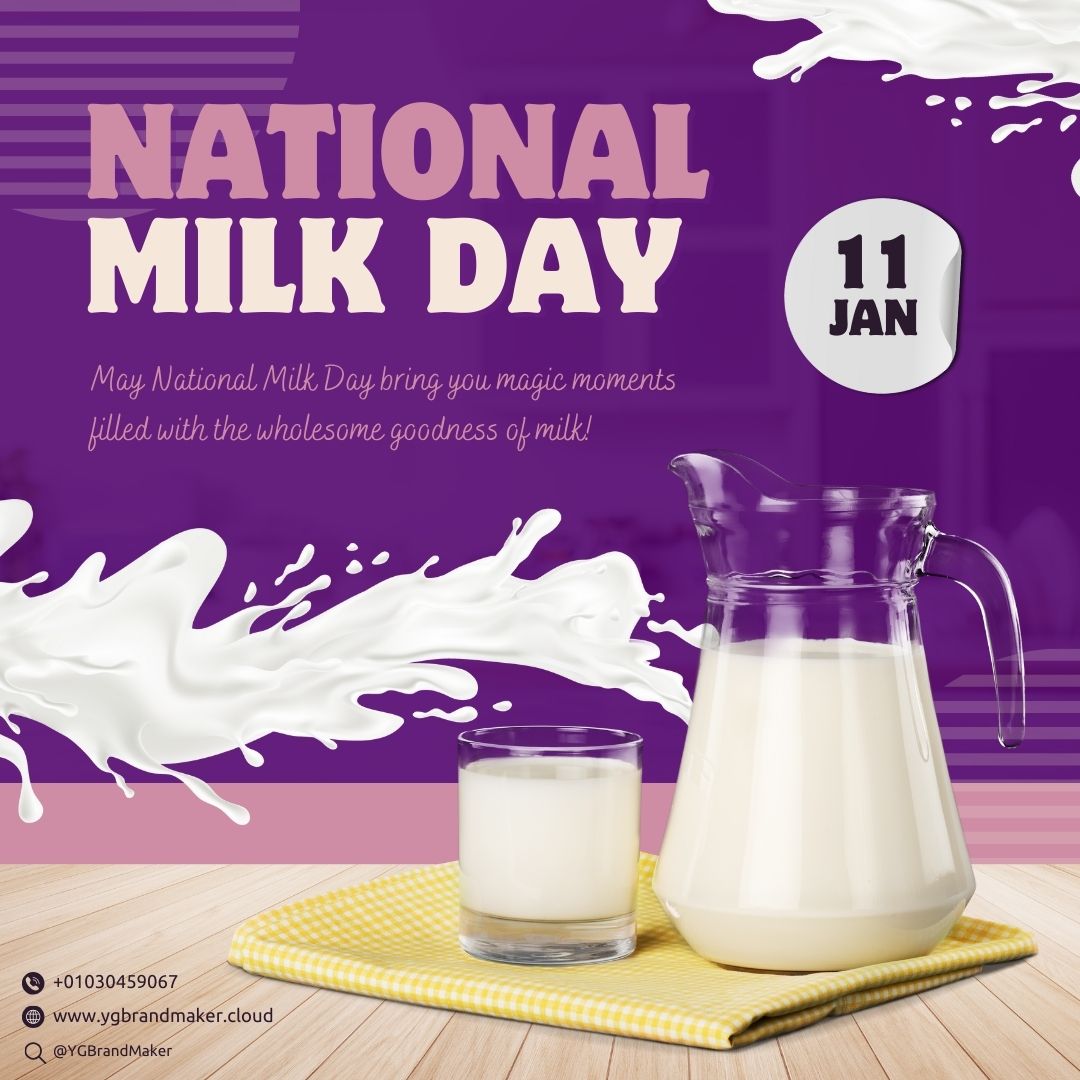 NATIONAL
MILK DAY
11
JAN
May National Milk Day bring you magic moments
filled with the wholesome goodness of milk!
+01030459067
www.ygbrandmaker.cloud
@YGBrandMaker